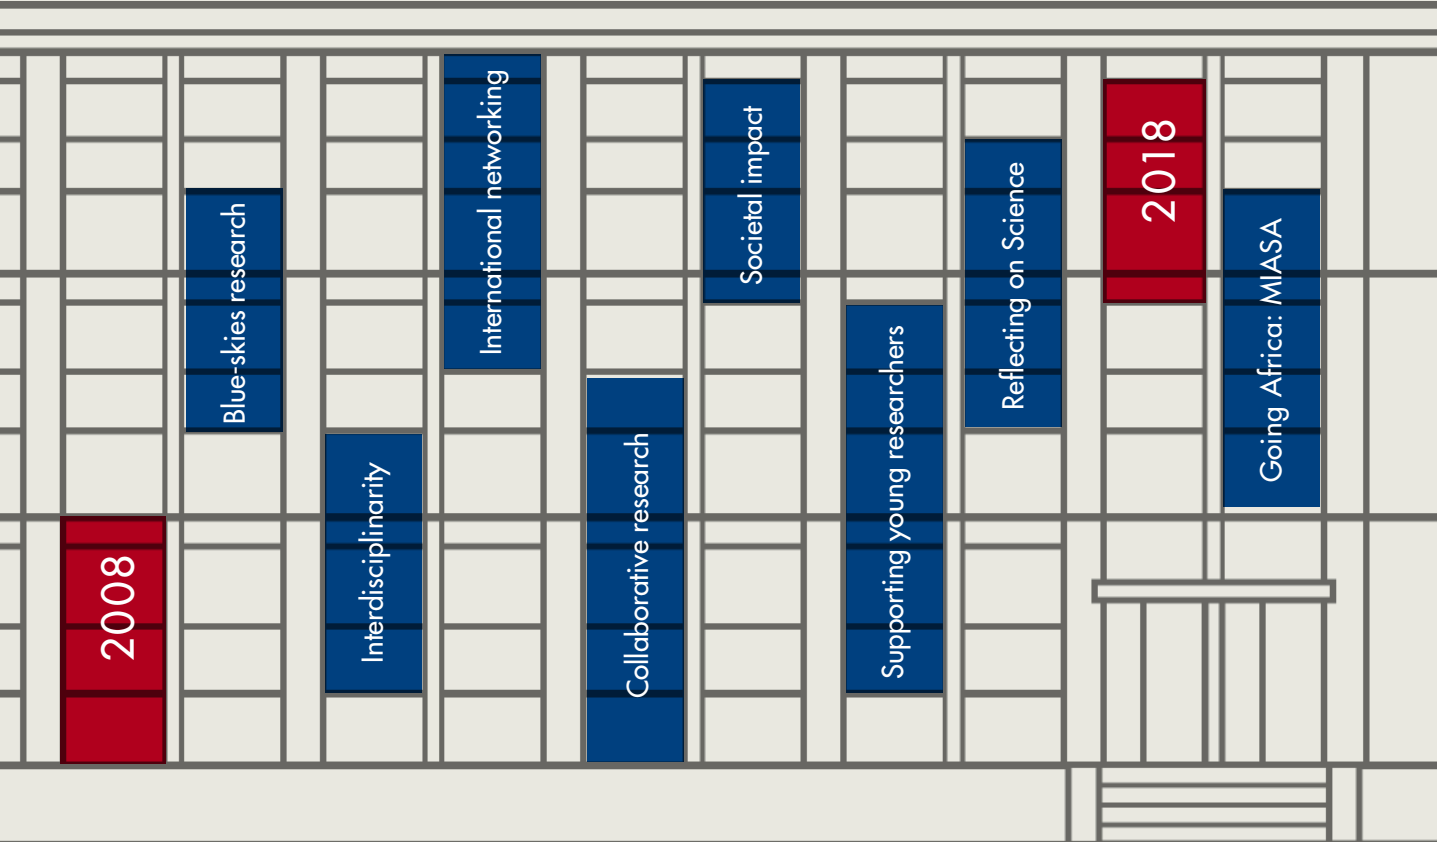 2008
Blue-skies research
Interdisciplinarity
International networking
Collaborative research
Societal impact
Supporting young researchers
Reflecting on Science
2018
Going Africa: MIASA